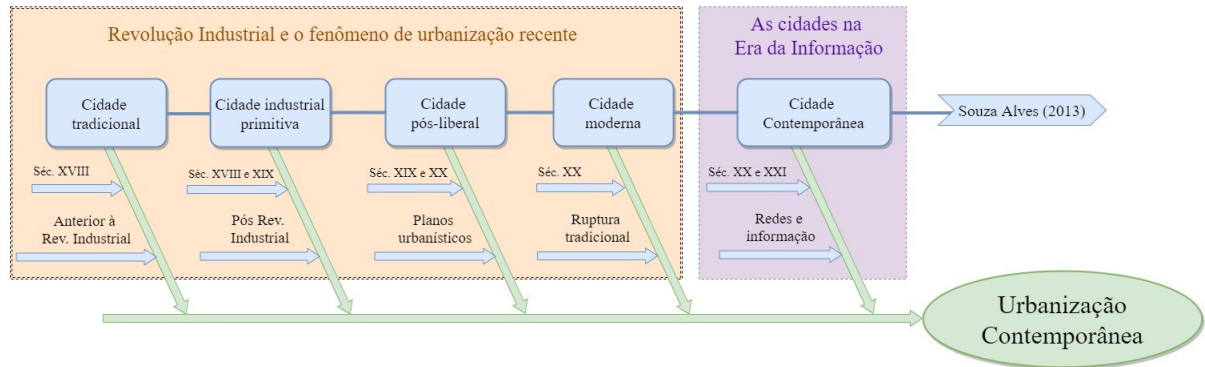 Revolução Industrial e o fenômeno de urbanização recente
As cidades na
Era da Informação
Cidade
tradicional
Cidade industrial
primitiva
Cidade
pós-liberal
Cidade
moderna
Cidade
Contemporânea
Souza Alves (2013)
Séc. XVIII
Séc. XVIII e XIX
Séc. XIX e XX
Séc. XX
Séc. XX e XXI
Anterior à
Rev. Industrial
Pós Rev.
Industrial
Planos
urbanísticos
Ruptura
tradicional
Redes e
informação
Urbanização
Contemporânea